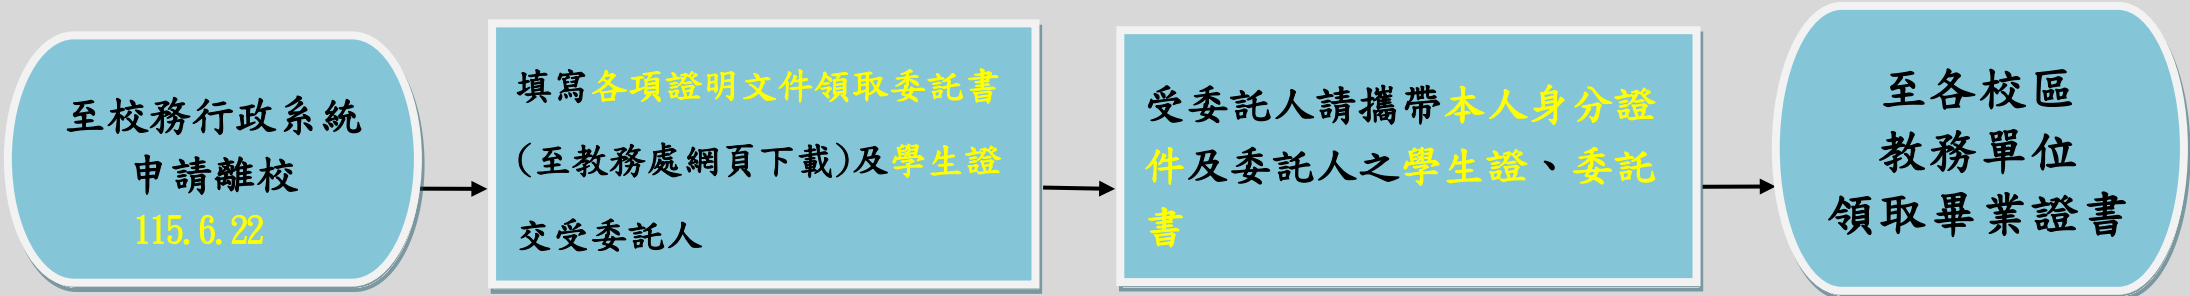 至校務行政系統
申請離校
115.6.22
填寫各項證明文件領取委託書
(至教務處網頁下載)及學生證
交受委託人
受委託人請攜帶本人身分證
件及委託人之學生證、委託
書
至各校區
教務單位
領取畢業證書